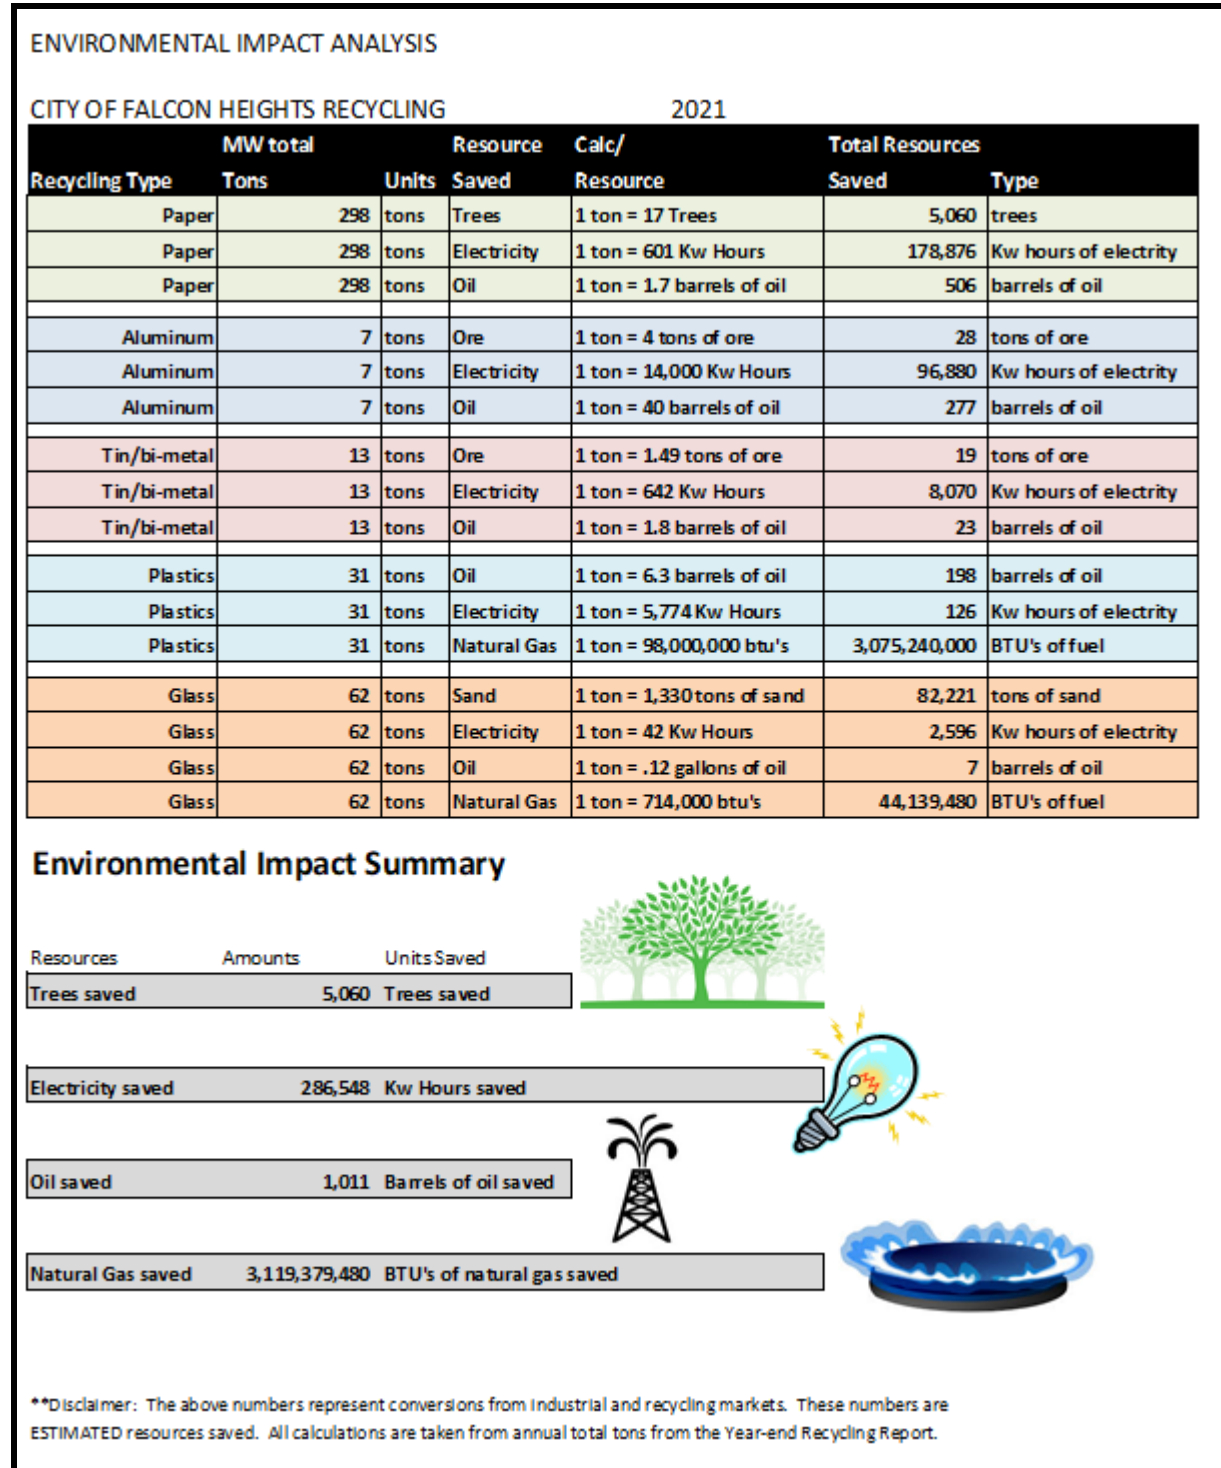 ENVIRONMENTAL IMPACT ANALYSIS
CITY OF FALCON HEIGHTS RECYCLING 2021
MW total Resource Calc/ Total Resources
Recycling Type Tons Units Saved Resource Saved Type
Paper 298 tons Trees 1 ton = 17 Trees 5,060 trees
Paper 298 tons Electricity 1 ton = 601 Kw Hours 178,876 Kw hours of electrity
Paper 298 tons Oil 1 ton = 1.7 barrels of oil 506 barrels of oil
Aluminum 7 tons Ore 1 ton = 4 tons of ore 28 tons of ore
Aluminum 7 tons Electricity 1 ton = 14,000 Kw Hours 96,880 Kw hours of electrity
Aluminum 7 tons Oil 1 ton = 40 barrels of oil 277 barrels of oil
Tin/bi-metal 13 tons Ore 1 ton = 1.49 tons of ore 19 tons of ore
Tin/bi-metal 13 tons Electricity 1 ton = 642 Kw Hours 8,070 Kw hours of electrity
Tin/bi-metal 13 tons Oil 1 ton = 1.8 barrels of oil 23 barrels of oil
Plastics 31 tons Oil 1 ton = 6.3 barrels of oil 198 barrels of oil
Plastics 31 tons Electricity 1 ton = 5,774 Kw Hours 126 Kw hours of electrity
Plastics 31 tons Natural Gas 1 ton = 98,000,000 btu's 3,075,240,000 BTU's of fuel
Glass 62 tons Sand 1 ton = 1,330 tons of sand 82,221 tons of sand
Glass 62 tons Electricity 1 ton = 42 Kw Hours 2,596 Kw hours of electrity
Glass 62 tons Oil 1 ton = .12 gallons of oil 7 barrels of oil
Glass 62 tons Natural Gas 1 ton = 714,000 btu's 44,139,480 BTU's of fuel
Environmental Impact Summary
Resources Amounts Units Saved
Trees saved 5,060 Trees saved
Electricity saved 286,548 Kw Hours saved
Oil saved 1,011 Barrels of oil saved
Natural Gas saved 3,119,379,480 BTU's of natural gas saved
**Disclaimer: The above numbers represent conversions from industrial and recycling markets. These numbers are
ESTIMATED resources saved. All calculations are taken from annual total tons from the Year-end Recycling Report.